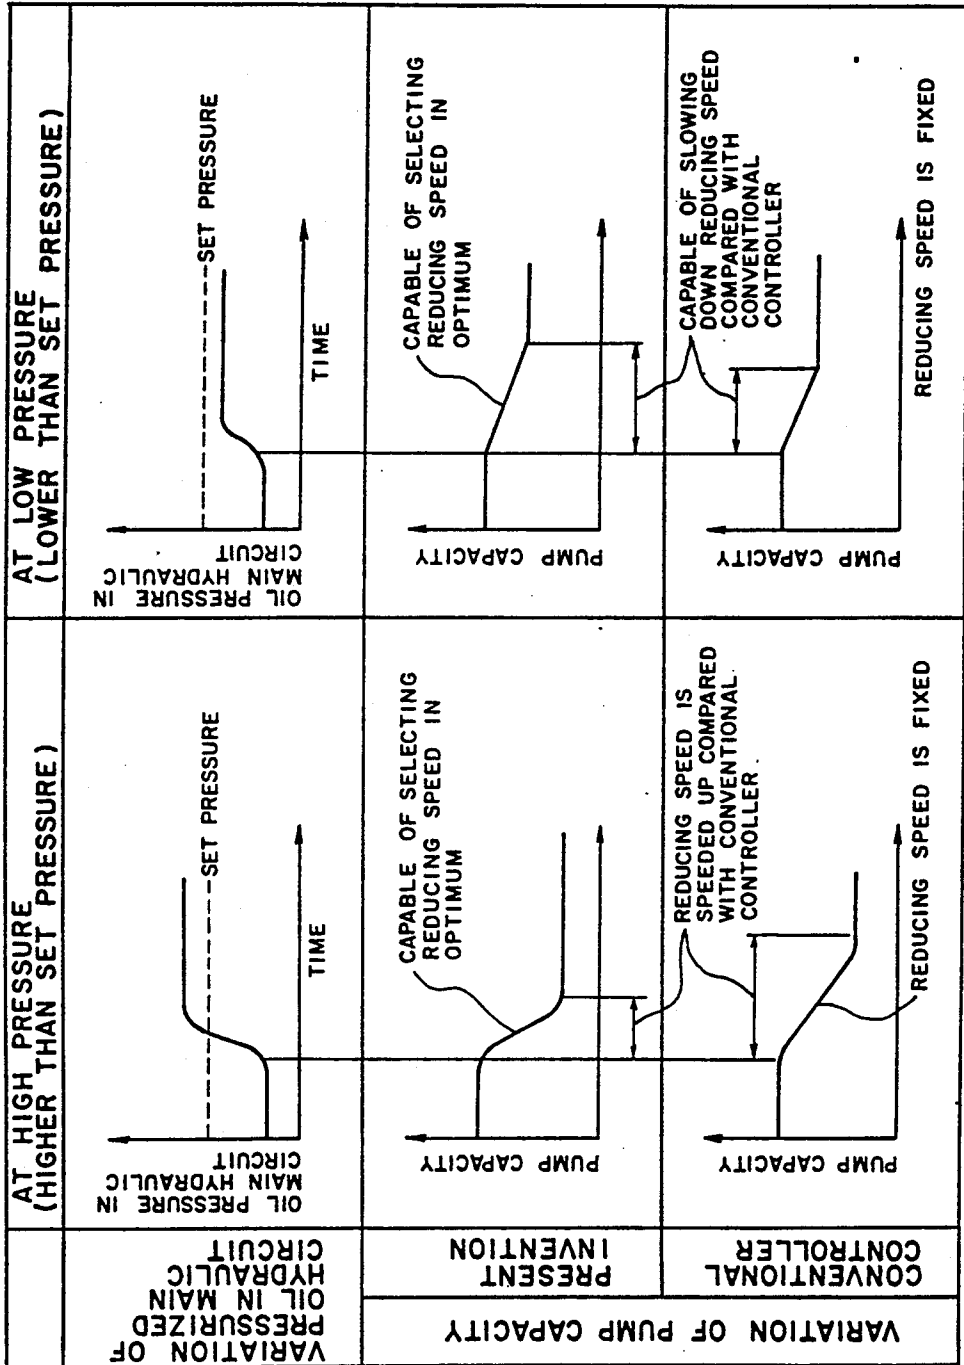 AT HIGH PRESSURE
(HIGHER THAN SET PRESSURE)
AT LOW PRESSURE
(LOWER THAN SET PRESSURE)
VARIATION OF
PRESSURIZED
OIL IN MAIN
HYDRAULIC
CIRCUIT
OIL PRESSURE IN
MAIN HYDRAULIC
CIRCUIT
SET PRESSURE
TIME
OIL PRESSURE IN
MAIN HYDRAULIC
CIRCUIT
SET PRESSURE
TIME
VARIATION OF PUMP CAPACITY
PRESENT
INVENTION
PUMP CAPACITY
CAPABLE OF SELECTING
REDUCING SPEED IN
OPTIMUM
PUMP CAPACITY
CAPABLE OF SELECTING
REDUCING SPEED IN
OPTIMUM
CONVENTIONAL
CONTROLLER
PUMP CAPACITY
REDUCING SPEED IS
SPEEDED UP COMPARED
WITH CONVENTIONAL
CONTROLLER
REDUCING SPEED IS FIXED
PUMP CAPACITY
CAPABLE OF SLOWING
DOWN REDUCING SPEED
COMPARED WITH
CONVENTIONAL
CONTROLLER
REDUCING SPEED IS FIXED